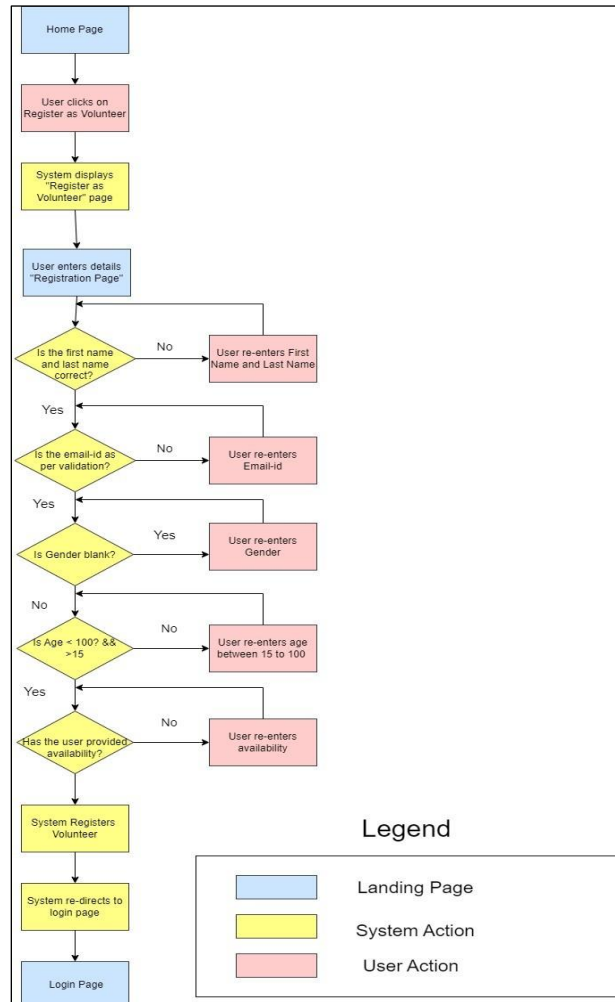 Home Page
User clicks on
Register as Volunteer
System displays
"Register as
Volunteer" page
User enters details
"Registration Page"
Is the first name
and last name
correct?
No
User re-enters First
Name and Last Name
Yes
Is the email-id as
per validation?
No
User re-enters
Email-id
Yes
Is Gender blank?
Yes
User re-enters
Gender
No
Is Age < 100? &&
>15
No
User re-enters age
between 15 to 100
Yes
Has the user provided
availability?
No
User re-enters
availability
System Registers
Volunteer
System re-directs to
login page
Login Page
Legend
Landing Page
System Action
User Action